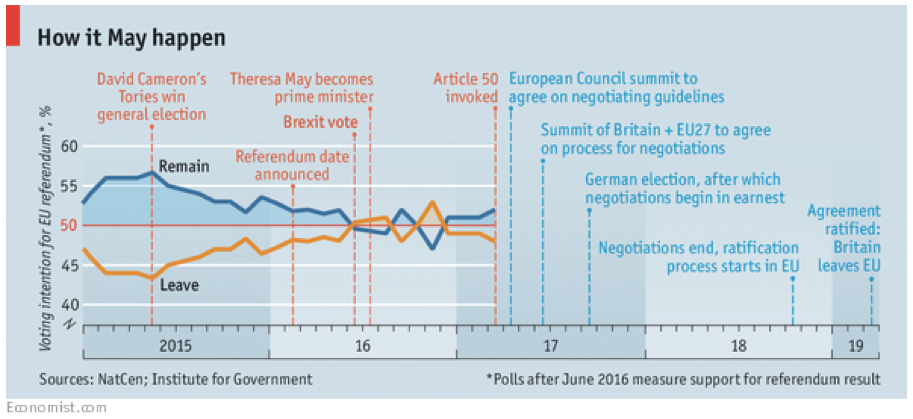 How it May happen
David Cameron's
Tories win
general election
Theresa May becomes
prime minister
Brexit vote
Referendum date
announced
Article 50
invoked
European Council summit to
agree on negotiating guidelines
Summit of Britain + EU27 to agree
on process for negotiations
German election, after which
negotiations begin in earnest
Negotiations end, ratification
process starts in EU
Agreement
ratified:
Britain
leaves EU
Voting intention for EU referendum*, %
60
55
50
45
40
Remain
Leave
2015
16
17
18
19
Sources: NatCen; Institute for Government
*Polls after June 2016 measure support for referendum result
Economist.com